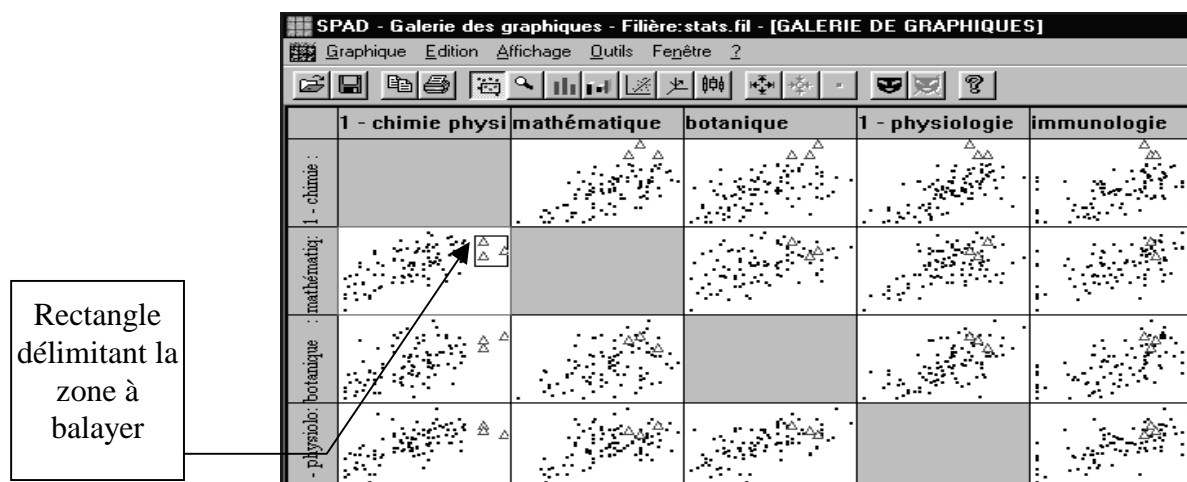 SPAD - Galerie des graphiques - Filière:stats.fil - [GALERIE DE GRAPHIQUES]
Graphique Edition Affichage Outils Fenêtre ?
1 - chimie physi mathématique botanique 1 - physiologie immunologie
1 - chimie :
mathématiq:
botanique :
- physiolo:
Rectangle
délimitant la
zone à
balayer